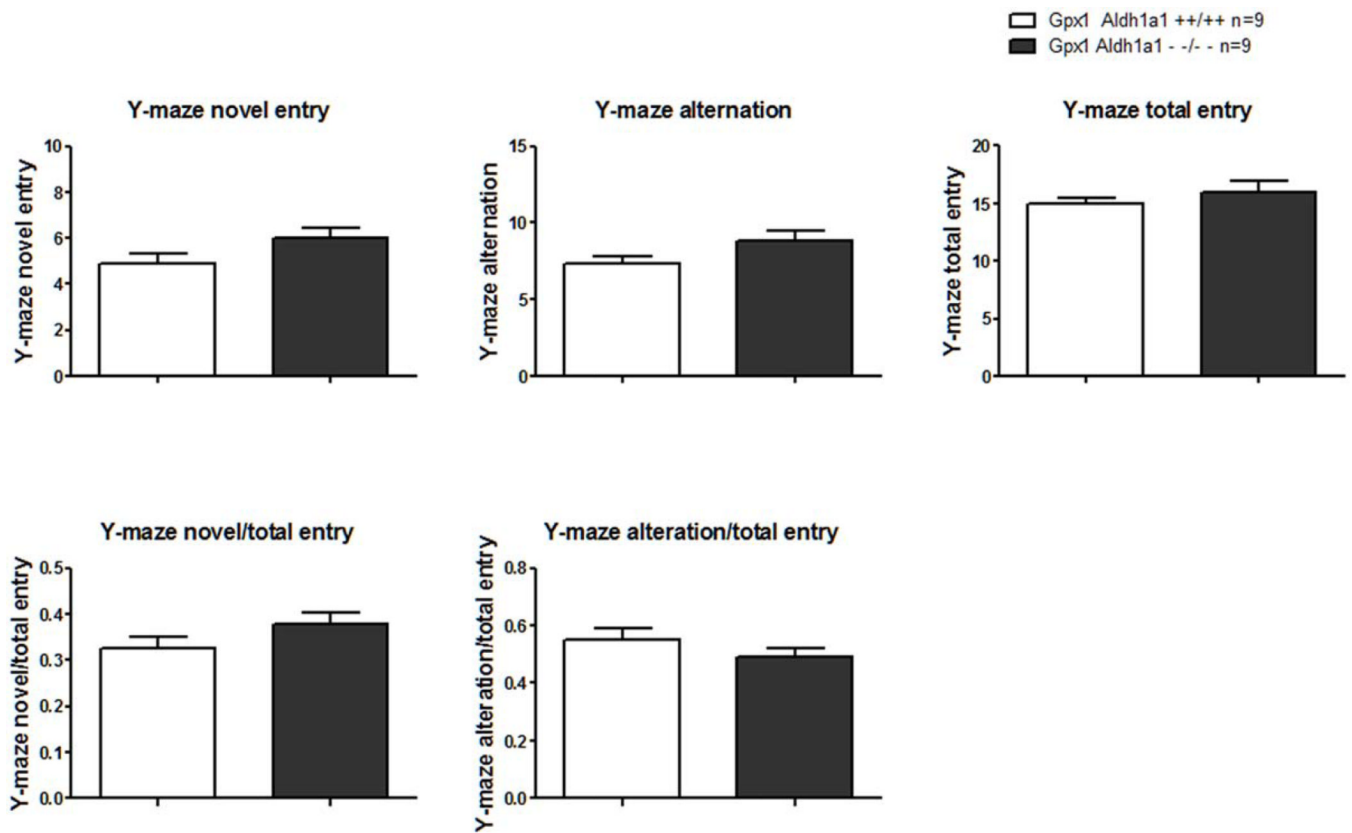 Gpx1 Aldh1a1 ++/++ n=9
Gpx1 Aldh1a1 - -/- - n=9
Y-maze novel entry
Y-maze novel entry
10
8
6
4
2
0
Y-maze alternation
Y-maze alternation
15
10
5
0
Y-maze total entry
Y-maze total entry
20
15
10
5
0
Y-maze novel/total entry
Y-maze novel/total entry
0.5
0.4
0.3
0.2
0.1
0.0
Y-maze alteration/total entry
Y-maze alteration/total entry
0.8
0.6
0.4
0.2
0.0